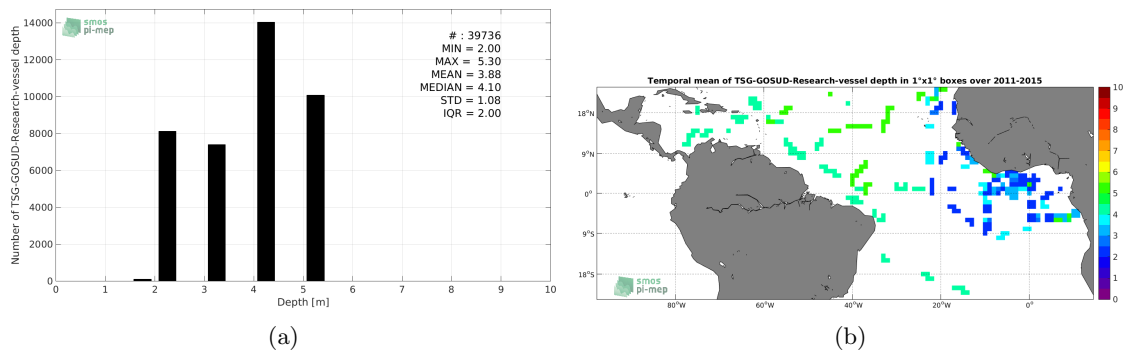 smos
pi-mep
# : 39736
MIN = 2.00
MAX = 5.30
MEAN = 3.88
MEDIAN = 4.10
STD = 1.08
IQR = 2.00
Number of TSG-GOSUD-Research-vessel depth
14000
12000
10000
8000
6000
4000
2000
0
0 1 2 3 4 5 6 7 8 9 10
Depth [m]
(a)
Temporal mean of TSG-GOSUD-Research-vessel depth in 1°x1° boxes over 2011-2015
18°N
9°N
0°
9°S
18°S
80°W 60°W 40°W 20°W 0°
10
9
8
7
6
5
4
3
2
1
0
smos
pi-mep
(b)